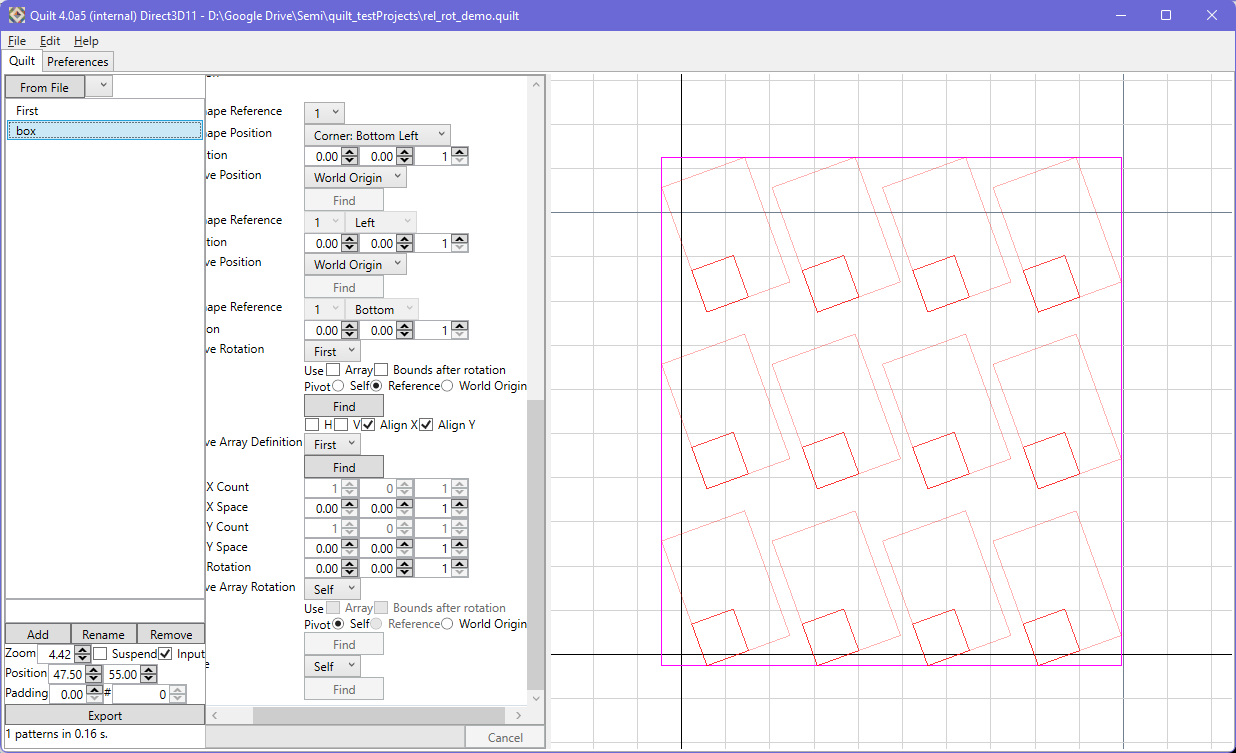 Quilt 4.0a5 (internal) Direct3D11 - D:\Google Drive\Semi\quilt_testProjects\rel_rot_demo.quilt
File Edit Help
Quilt Preferences
From File
First
box
ape Reference 1
ape Position Corner: Bottom Left
tion 0.00 0.00 1
ve Position World Origin
Find
ape Reference 1 Left
tion 0.00 0.00 1
ve Position World Origin
Find
ape Reference 1 Bottom
on 0.00 0.00 1
ve Rotation First
Use Array Bounds after rotation
Pivot Self Reference World Origin
Find
H V Align X Align Y
ve Array Definition First
Find
X Count 1 0 1
X Space 0.00 0.00 1
Y Count 1 0 1
Y Space 0.00 0.00 1
Rotation 0.00 0.00 1
ve Array Rotation Self
Use Array Bounds after rotation
Pivot Self Reference World Origin
Find
e Self
Find
Add Rename Remove
Zoom 4.42 Suspend Input
Position 47.50 55.00
Padding 0.00 # 0
Export
1 patterns in 0.16 s.
Cancel